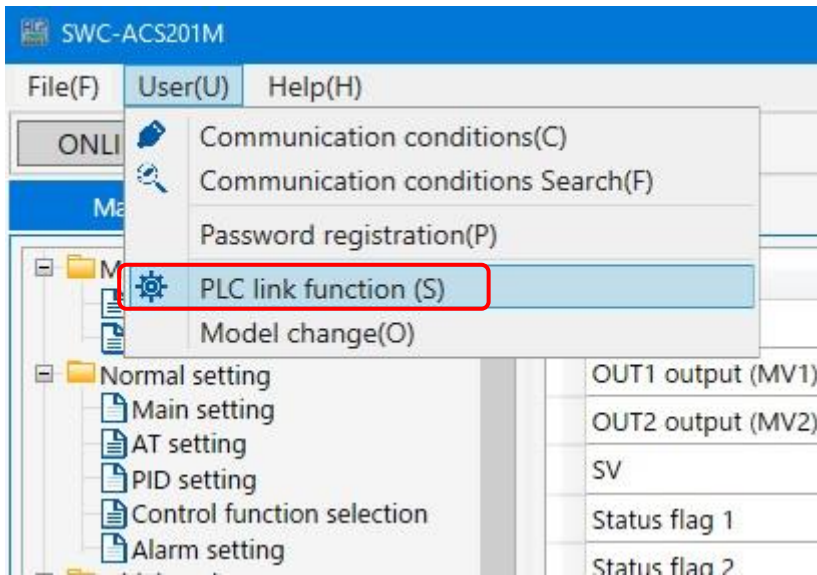 SWC-ACS201M
File(F) User(U) Help(H)
ONLI
Communication conditions(C)
Communication conditions Search(F)
Ma
Password registration(P)
M
PLC link function (S)
Model change(O)
Normal setting
OUT1 output (MV1)
Main setting
OUT2 output (MV2)
AT setting
PID setting
SV
Control function selection
Status flag 1
Alarm setting
Status flag 2